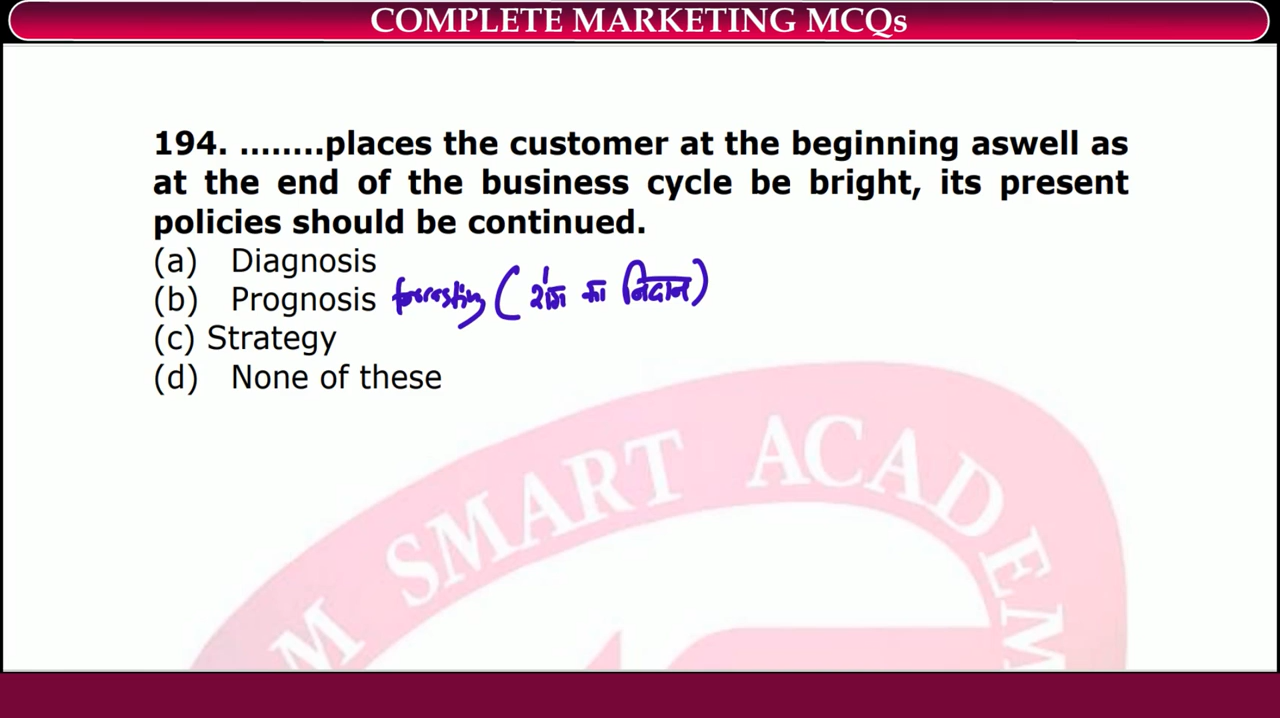 COMPLETE MARKETING MCQs
194. ........places the customer at the beginning aswell as
at the end of the business cycle be bright, its present
policies should be continued.
(a) Diagnosis
(b) Prognosis forecasting ( का निदान)
(c) Strategy
(d) None of these
M SMART ACADEM